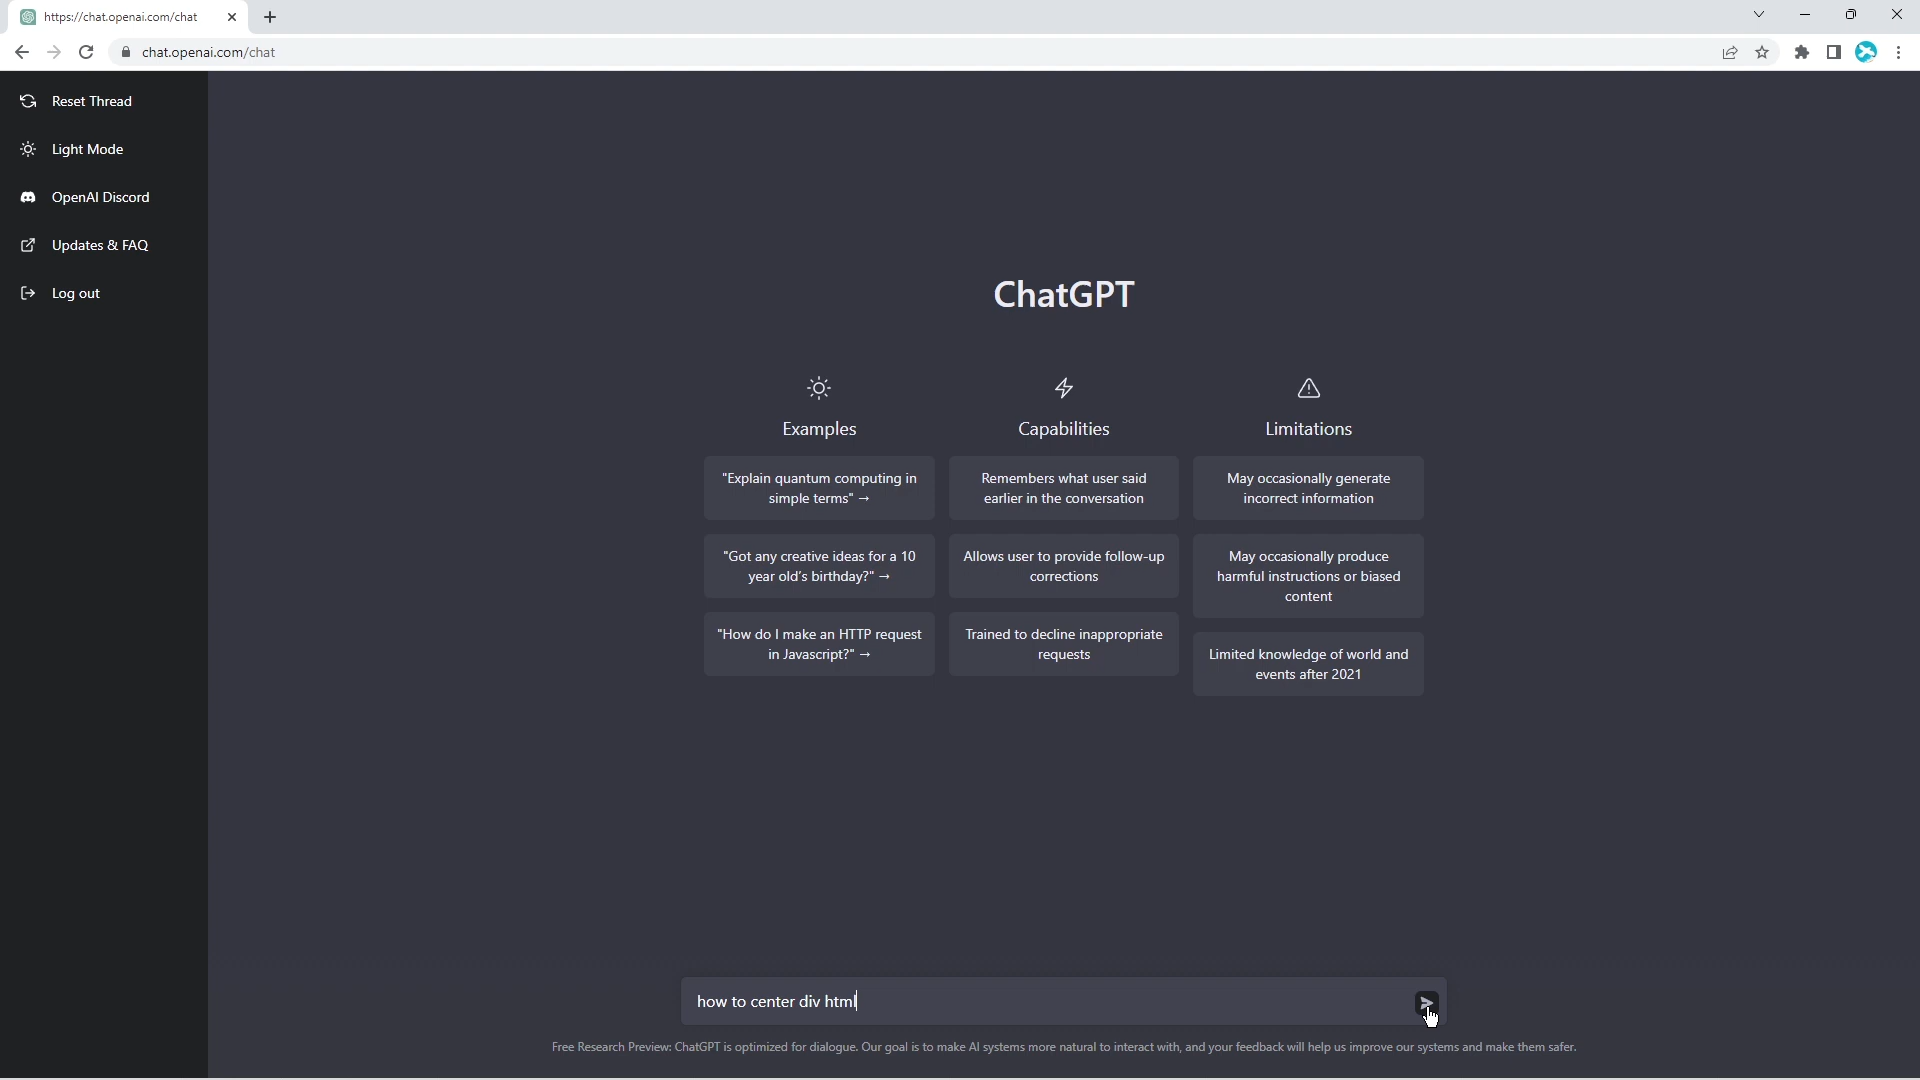 https://chat.openai.com/chat
chat.openai.com/chat
Reset Thread
Light Mode
OpenAI Discord
Updates & FAQ
Log out
ChatGPT
Examples
"Explain quantum computing in
simple terms" →
"Got any creative ideas for a 10
year old's birthday?" →
"How do I make an HTTP request
in Javascript?" →
Capabilities
Remembers what user said
earlier in the conversation
Allows user to provide follow-up
corrections
Trained to decline inappropriate
requests
Limitations
May occasionally generate
incorrect information
May occasionally produce
harmful instructions or biased
content
Limited knowledge of world and
events after 2021
how to center div html
Free Research Preview: ChatGPT is optimized for dialogue. Our goal is to make AI systems more natural to interact with, and your feedback will help us improve our systems and make them safer.